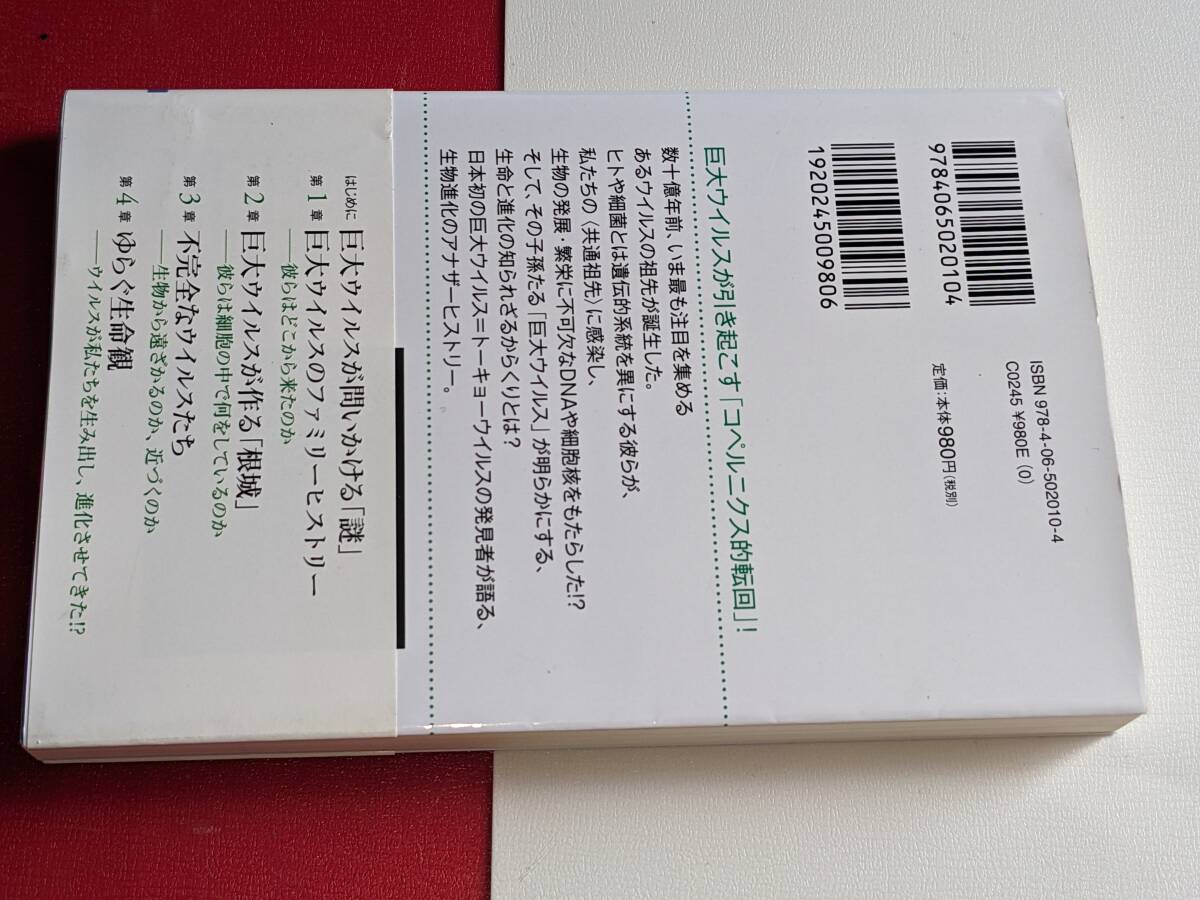 9784065020104
1920245009806
ISBN 978-4-06-502010-4
C0245 ¥980E (0)
定価:本体980円(税別)
巨大ウイルスが引き起こす「コペルニクス的転回」!
数十億年前、いま最も注目を集める
あるウイルスの祖先が誕生した。
ヒトや細菌とは遺伝的系統を異にする彼らが、
私たちの〈共通祖先〉に感染し、
生物の発展・繁栄に不可欠なDNAや細胞核をもたらした!?
そして、その子孫たる「巨大ウイルス」が明らかにする、
生命と進化の知られざるからくりとは?
日本初の巨大ウイルス=トーキョーウイルスの発見者が語る、
生物進化のアナザーヒストリー。
はじめに 巨大ウイルスが問いかける「謎」
第1章 巨大ウイルスのファミリーヒストリー
——彼らはどこから来たのか
第2章 巨大ウイルスが作る「根城」
——彼らは細胞の中で何をしているのか
第3章 不完全なウイルスたち
——生物から遠ざかるのか、近づくのか
第4章 ゆらぐ生命観
——ウイルスが私たちを生み出し、進化させてきた!?